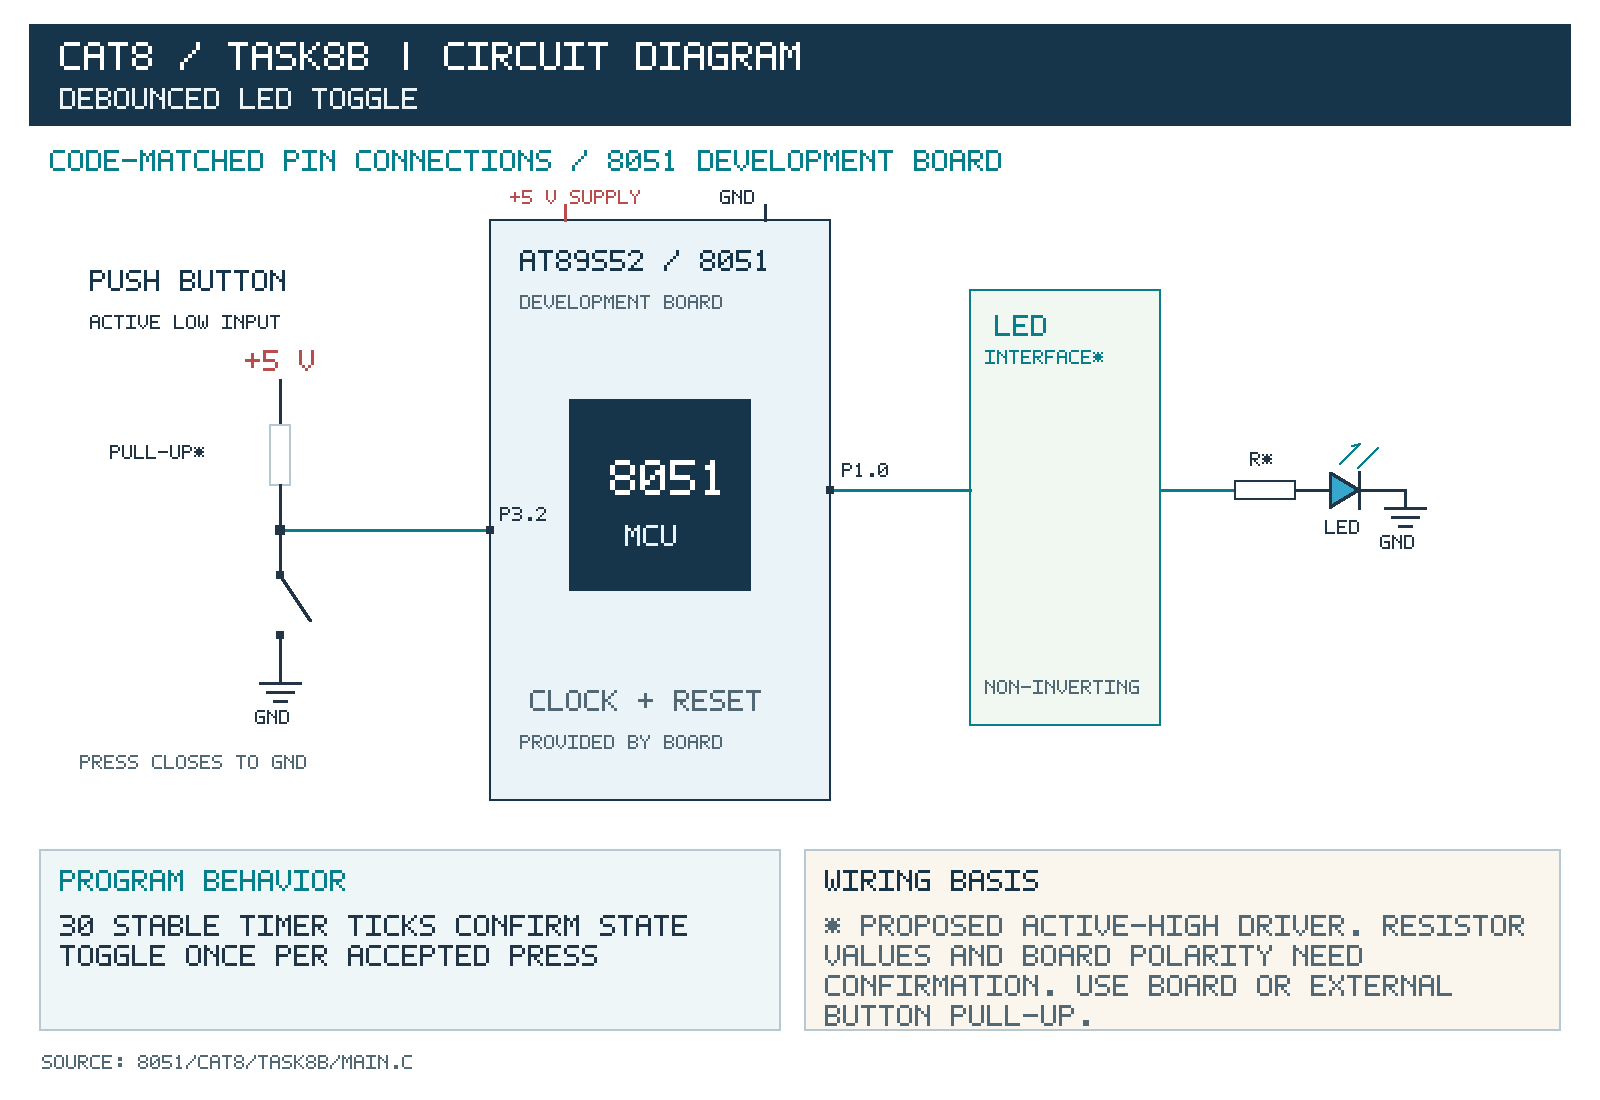 CAT8 / TASK8B | CIRCUIT DIAGRAM
DEBOUNCED LED TOGGLE
CODE-MATCHED PIN CONNECTIONS / 8051 DEVELOPMENT BOARD
+5 V SUPPLY
GND
AT89S52 / 8051
DEVELOPMENT BOARD
PUSH BUTTON
ACTIVE LOW INPUT
+5 V
PULL-UP*
P3.2
8051
MCU
P1.0
LED
INTERFACE*
NON-INVERTING
R*
LED
GND
CLOCK + RESET
PROVIDED BY BOARD
GND
PRESS CLOSES TO GND
PROGRAM BEHAVIOR
30 STABLE TIMER TICKS CONFIRM STATE
TOGGLE ONCE PER ACCEPTED PRESS
WIRING BASIS
* PROPOSED ACTIVE-HIGH DRIVER. RESISTOR
VALUES AND BOARD POLARITY NEED
CONFIRMATION. USE BOARD OR EXTERNAL
BUTTON PULL-UP.
SOURCE: 8051/CAT8/TASK8B/MAIN.C